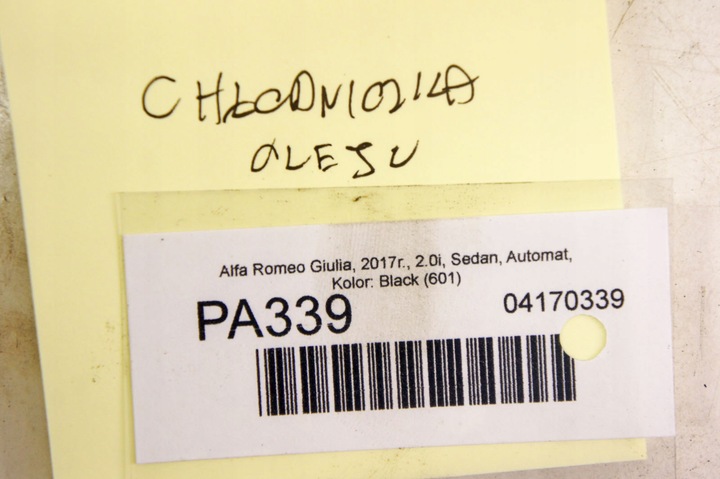 CHŁODNICZKA
OLEJU
Alfa Romeo Giulia, 2017r., 2.0i, Sedan, Automat,
Kolor: Black (601)
PA339
04170339